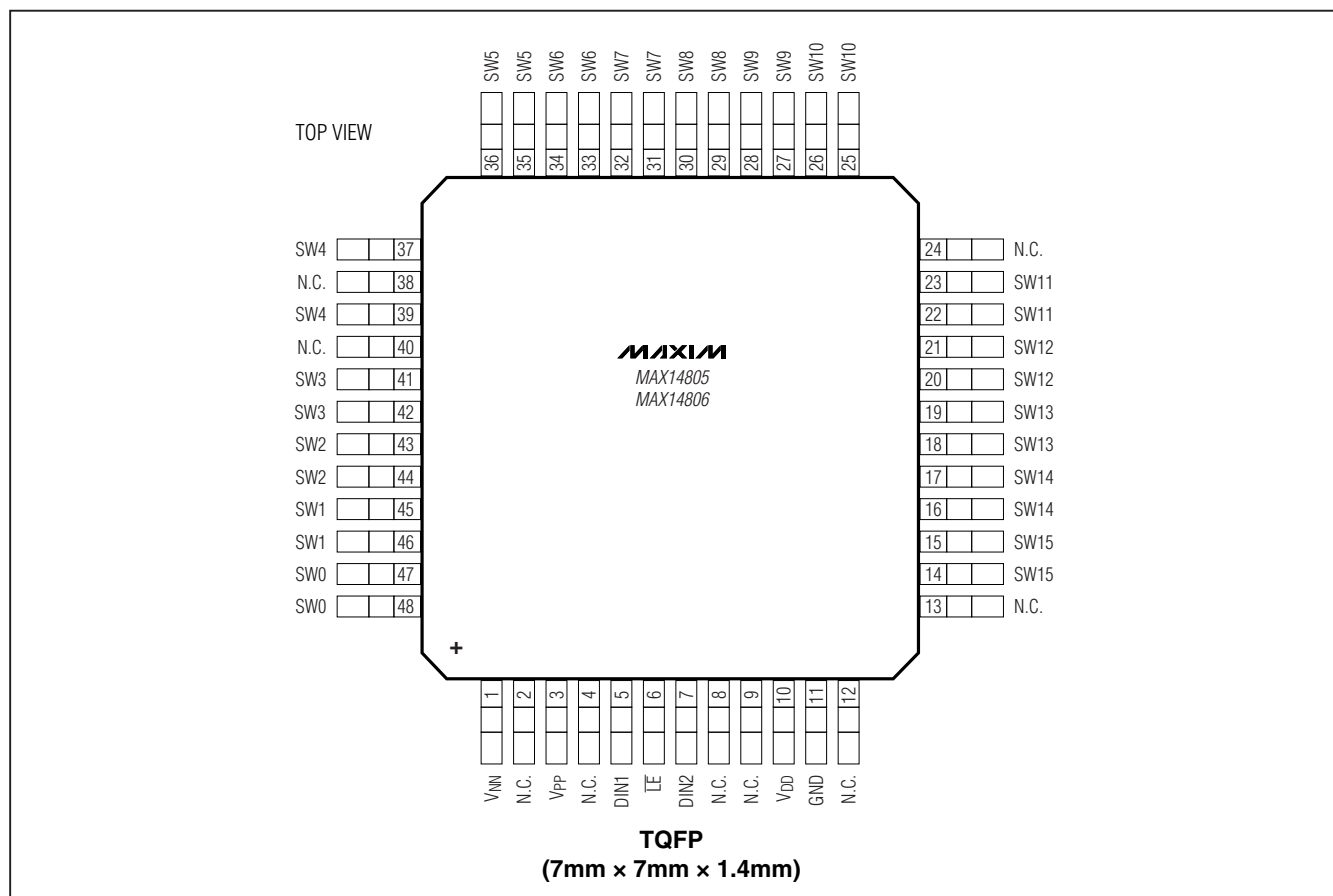 SW5 SW5 SW6 SW6 SW7 SW7 SW8 SW8 SW9 SW9 SW10 SW10
TOP VIEW
36 35 34 33 32 31 30 29 28 27 26 25
SW4 37 24 N.C.
N.C. 38 23 SW11
SW4 39 22 SW11
N.C. 40 21 SW12
SW3 41 20 SW12
SW3 42 19 SW13
SW2 43 18 SW13
SW2 44 17 SW14
SW1 45 16 SW14
SW1 46 15 SW15
SW0 47 14 SW15
SW0 48 13 N.C.
MAXIM
MAX14805
MAX14806
+
1 2 3 4 5 6 7 8 9 10 11 12
VNN N.C. VPP N.C. DIN1 L̅E̅ DIN2 N.C. N.C. VDD GND N.C.
TQFP
(7mm × 7mm × 1.4mm)